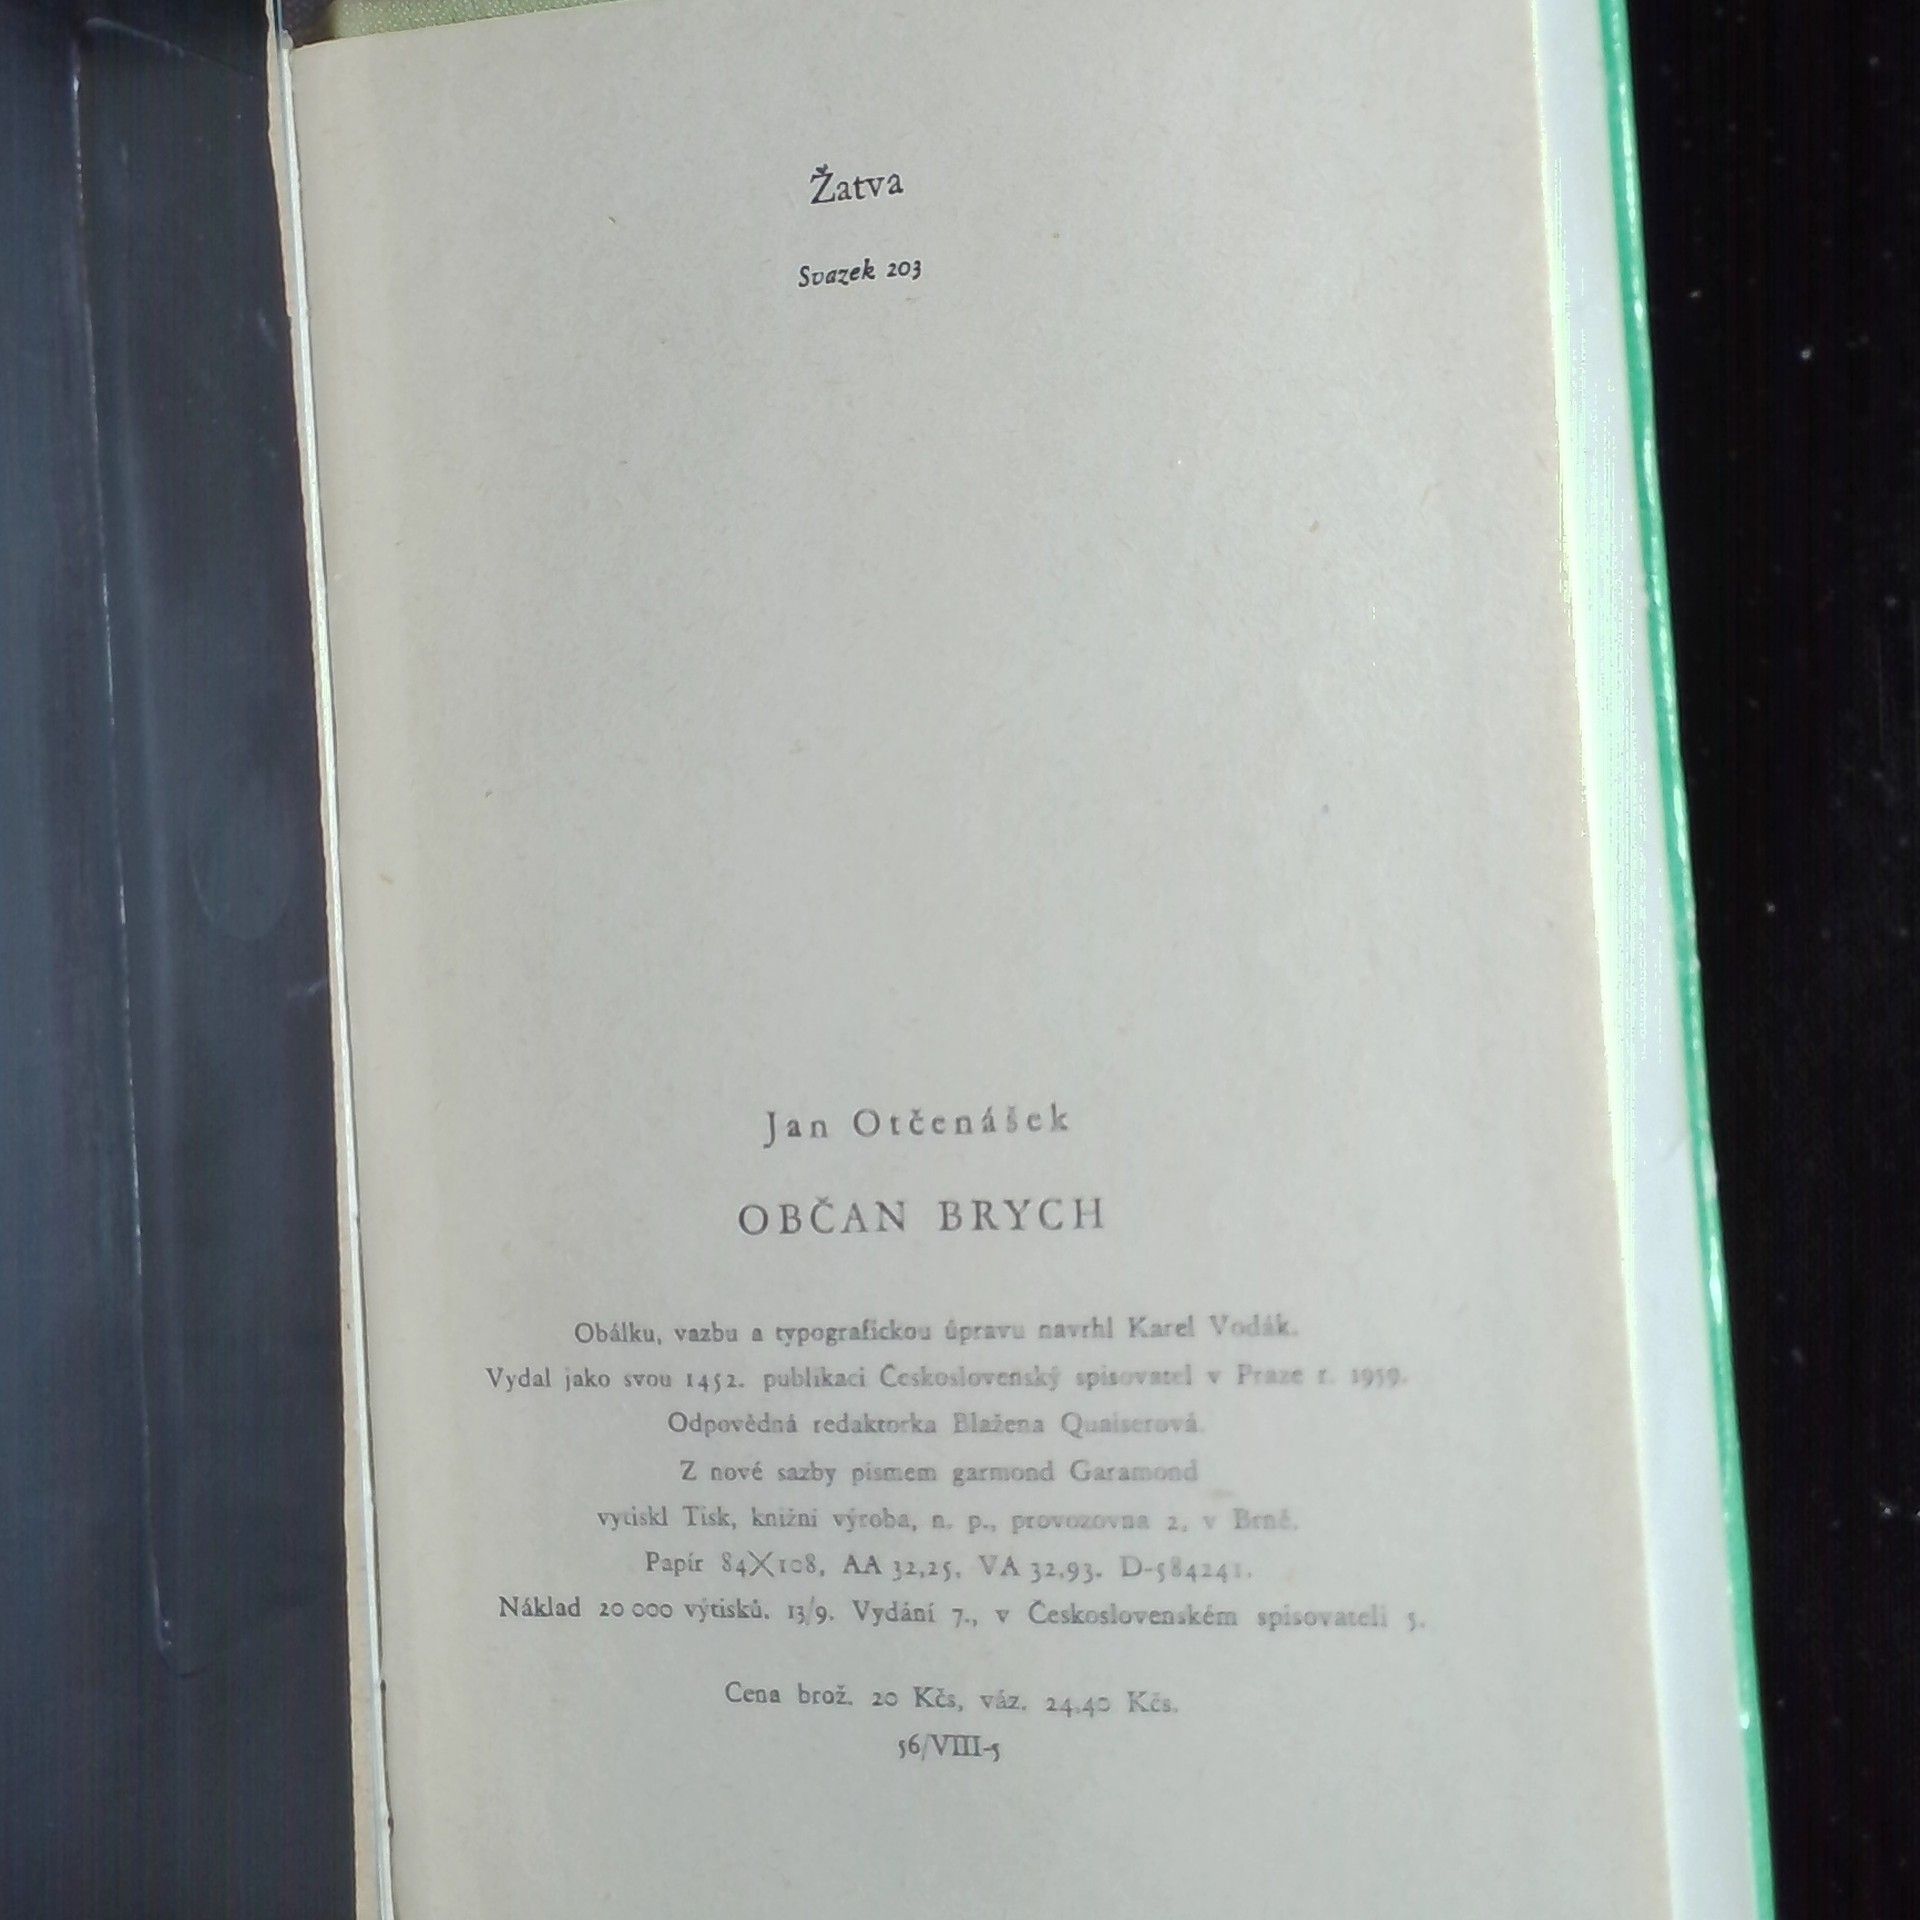 Žatva
Svazek 203
Jan Otčenášek
OBČAN BRYCH
Obálku, vazbu a typografickou úpravu navrhl Karel Vodák.
Vydal jako svou 1452. publikaci Československý spisovatel v Praze r. 1959.
Odpovědná redaktorka Blažena Quaiserová.
Z nové sazby písmem garmond Garamond
vytiskl Tisk, knižní výroba, n. p., provozovna 2, v Brně.
Papír 84×108, AA 32,25, VA 32,93. D-584241.
Náklad 20 000 výtisků. 13/9. Vydání 7., v Československém spisovateli 5.
Cena brož. 20 Kčs, váz. 24,40 Kčs.
56/VIII-5